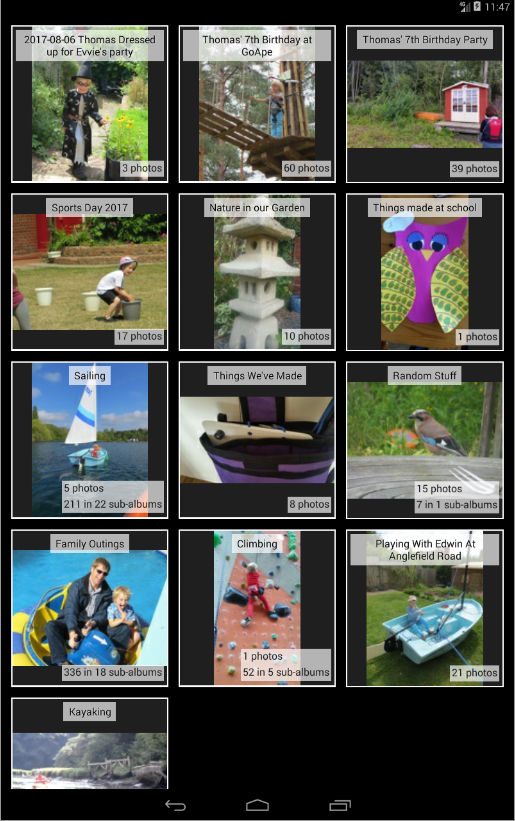 11:47
2017-08-06 Thomas Dressed
up for Evvie's party
3 photos
Thomas' 7th Birthday at
GoApe
60 photos
Thomas' 7th Birthday Party
39 photos
Sports Day 2017
17 photos
Nature in our Garden
10 photos
Things made at school
1 photos
Sailing
5 photos
211 in 22 sub-albums
Things We've Made
8 photos
Random Stuff
15 photos
7 in 1 sub-albums
Family Outings
336 in 18 sub-albums
Climbing
1 photos
52 in 5 sub-albums
Playing With Edwin At
Anglefield Road
21 photos
Kayaking